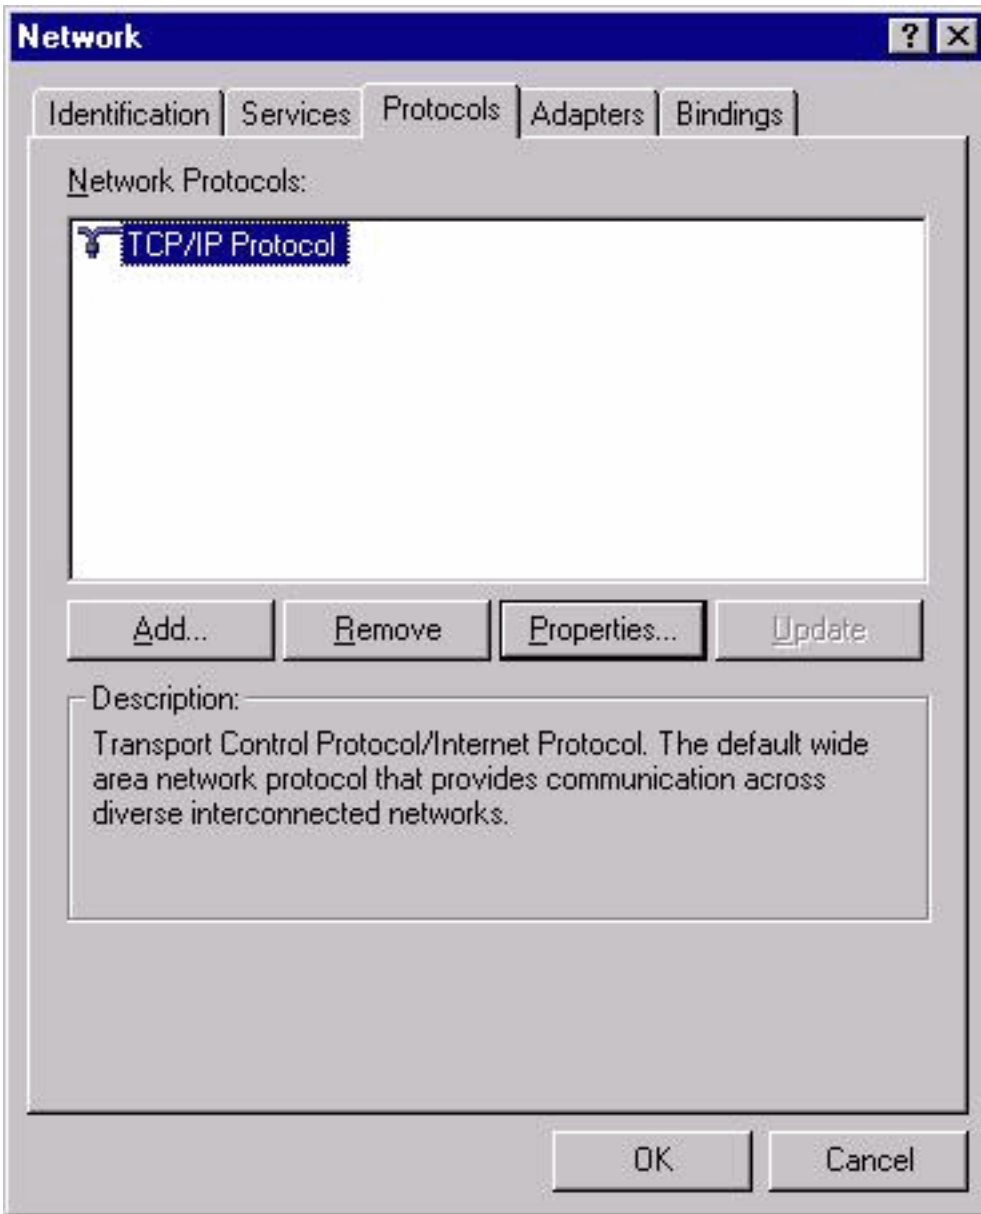 Network
Identification Services Protocols Adapters Bindings
Network Protocols:
TCP/IP Protocol
Add... Remove Properties... Update
Description:
Transport Control Protocol/Internet Protocol. The default wide
area network protocol that provides communication across
diverse interconnected networks.
OK Cancel